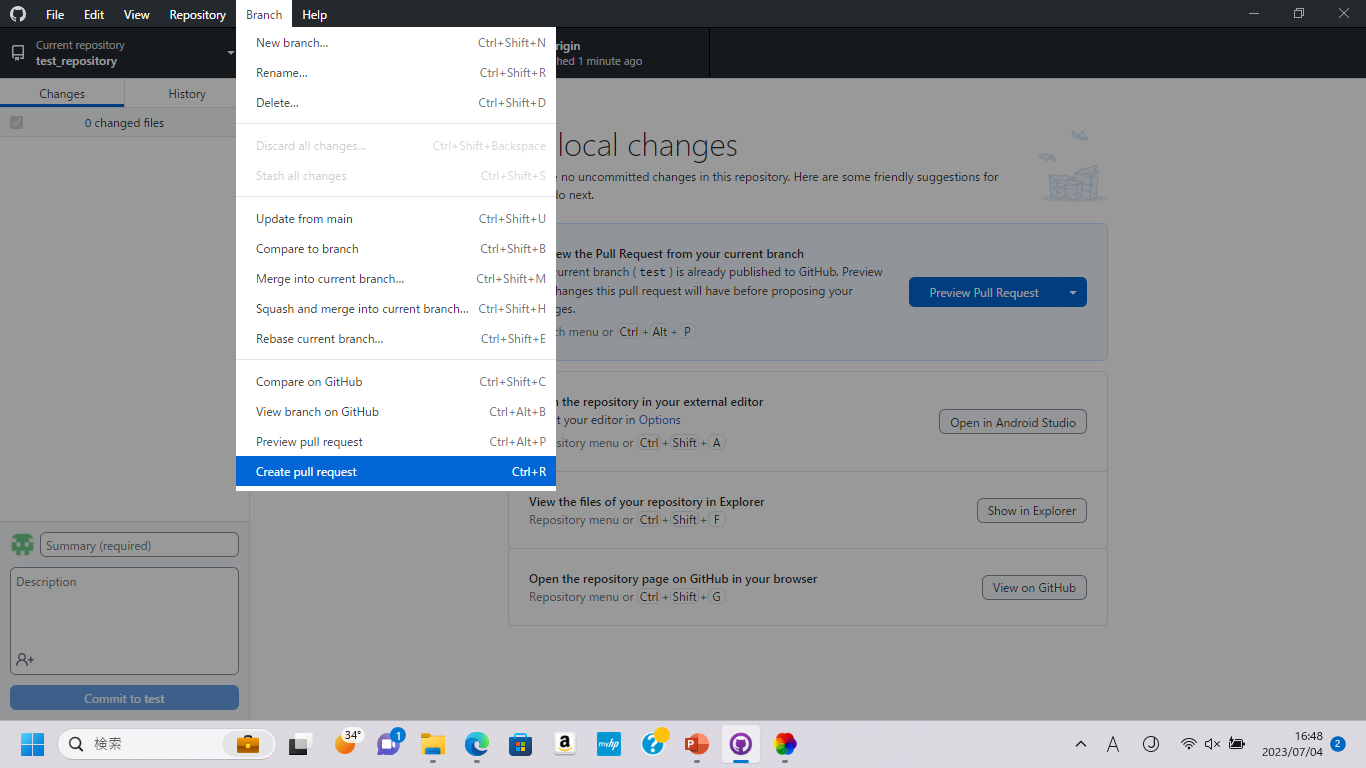 File Edit View Repository Branch Help
Current repository
test_repository
rigin
hed 1 minute ago
Changes History
0 changed files
New branch... Ctrl+Shift+N
Rename... Ctrl+Shift+R
Delete... Ctrl+Shift+D
Discard all changes... Ctrl+Shift+Backspace
Stash all changes Ctrl+Shift+S
Update from main Ctrl+Shift+U
Compare to branch Ctrl+Shift+B
Merge into current branch... Ctrl+Shift+M
Squash and merge into current branch... Ctrl+Shift+H
Rebase current branch... Ctrl+Shift+E
Compare on GitHub Ctrl+Shift+C
View branch on GitHub Ctrl+Alt+B
Preview pull request Ctrl+Alt+P
Create pull request Ctrl+R
local changes
no uncommitted changes in this repository. Here are some friendly suggestions for
o next.
ew the Pull Request from your current branch
urrent branch ( test ) is already published to GitHub. Preview
hanges this pull request will have before proposing your
ges.
h menu or Ctrl + Alt + P
Preview Pull Request
the repository in your external editor
t your editor in Options
sitory menu or Ctrl + Shift + A
Open in Android Studio
View the files of your repository in Explorer
Repository menu or Ctrl + Shift + F
Show in Explorer
Open the repository page on GitHub in your browser
Repository menu or Ctrl + Shift + G
View on GitHub
Summary (required)
Description
Commit to test
検索
34°
1
a
myhp
?
P
A
J
16:48
2023/07/04
2